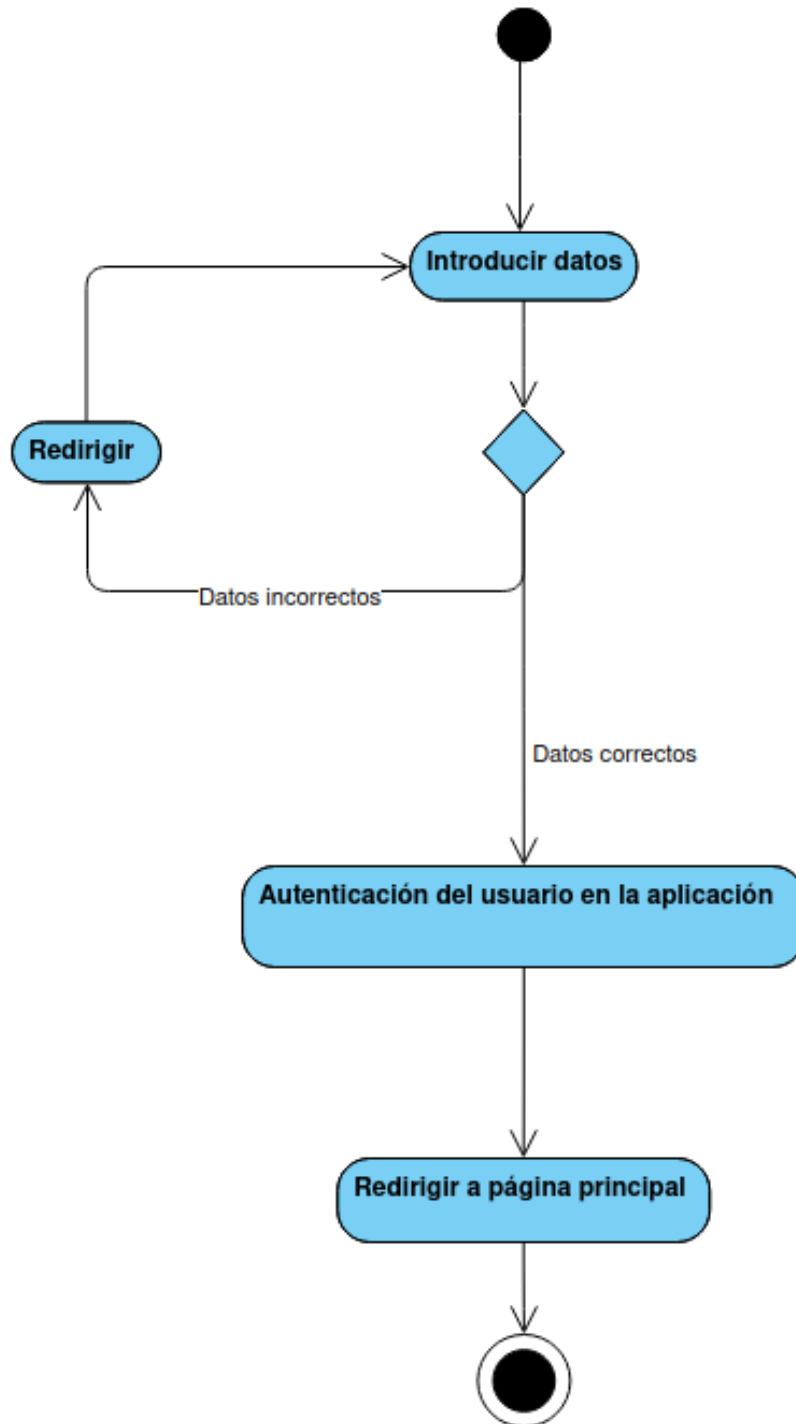 Introducir datos
Redirigir
Datos incorrectos
Datos correctos
Autenticación del usuario en la aplicación
Redirigir a página principal